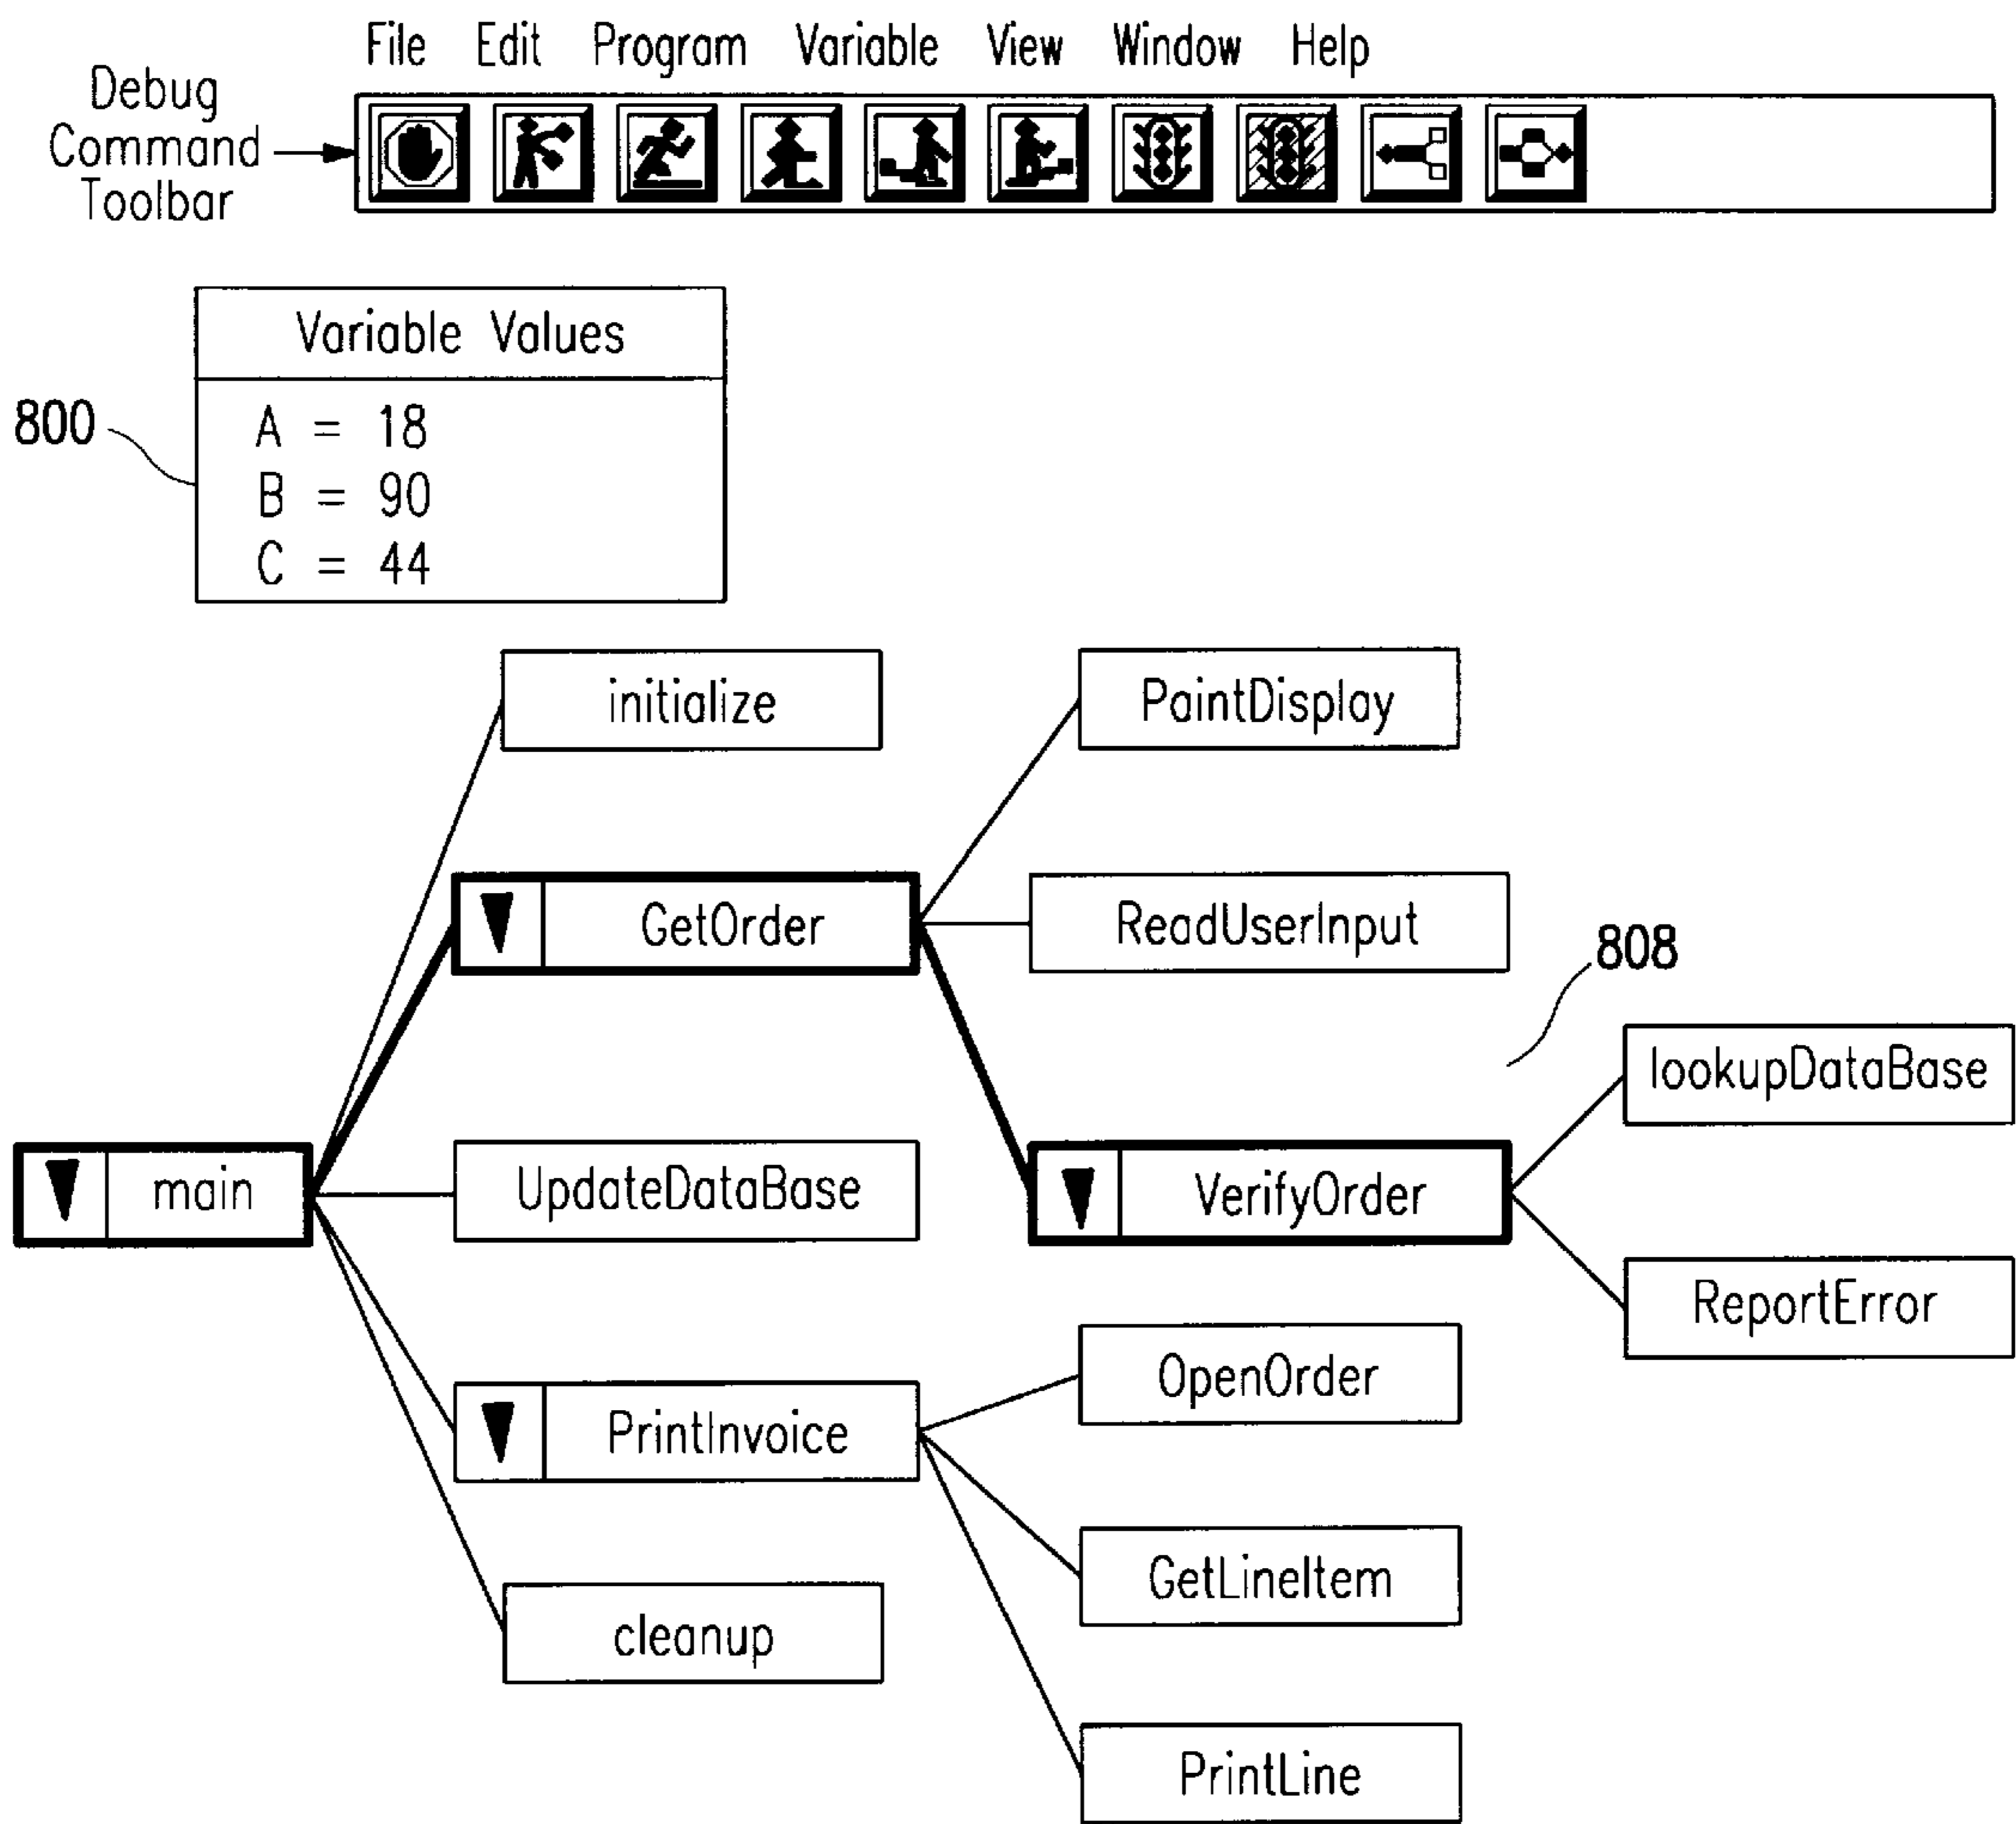 File Edit Program Variable View Window Help
Debug
Command
Toolbar
Variable Values
800
A = 18
B = 90
C = 44
initialize
PaintDisplay
GetOrder
ReadUserInput
808
lookupDataBase
main
UpdateDataBase
VerifyOrder
ReportError
OpenOrder
PrintInvoice
GetLineItem
cleanup
PrintLine